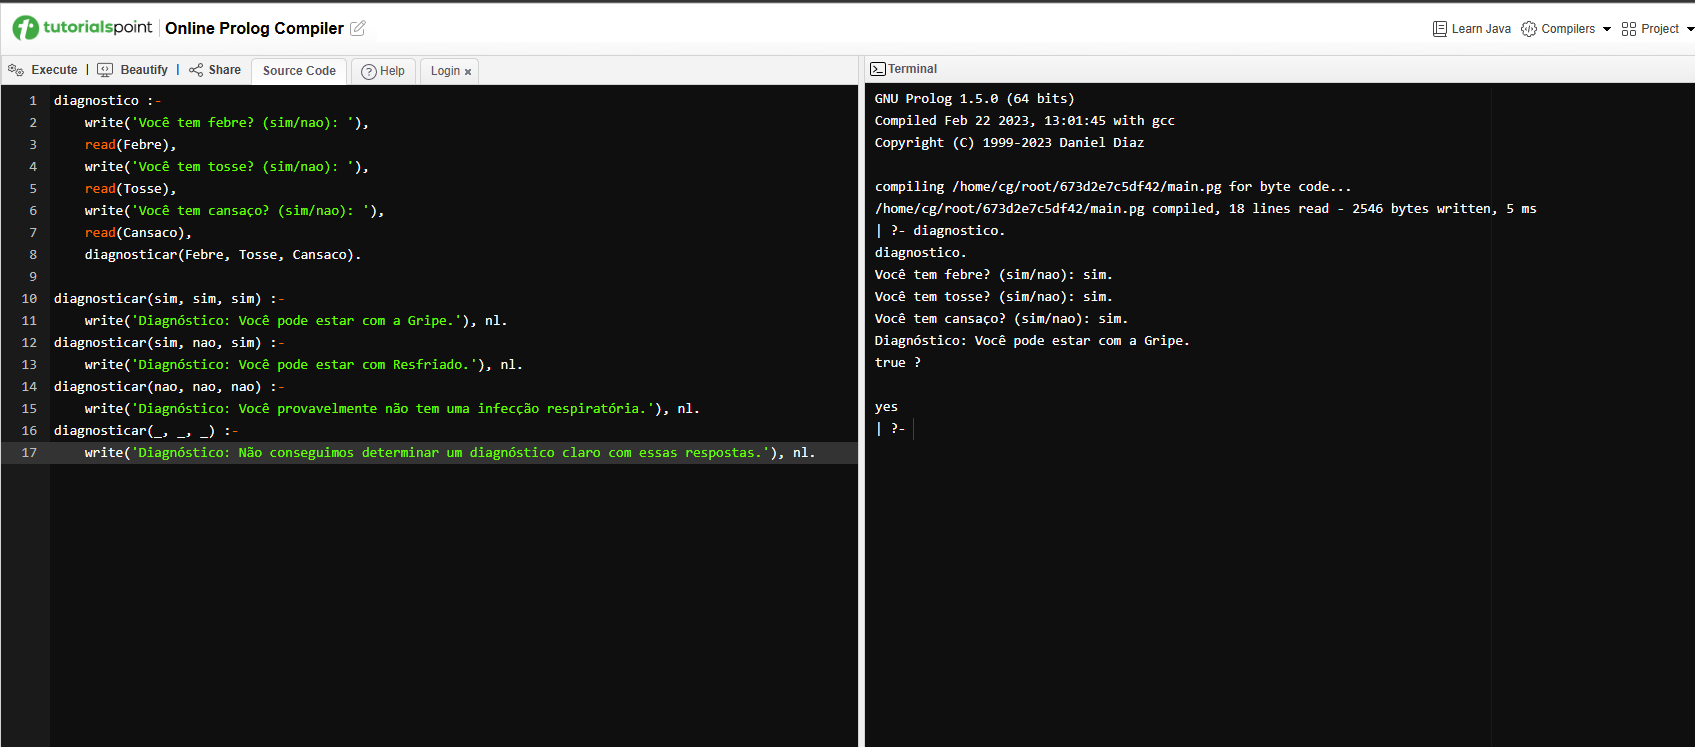 tutorialspoint Online Prolog Compiler
Learn Java Compilers Project
Execute | Beautify | Share Source Code Help Login x
1 diagnostico :-
2 write('Você tem febre? (sim/nao): '),
3 read(Febre),
4 write('Você tem tosse? (sim/nao): '),
5 read(Tosse),
6 write('Você tem cansaço? (sim/nao): '),
7 read(Cansaco),
8 diagnosticar(Febre, Tosse, Cansaco).
9
10 diagnosticar(sim, sim, sim) :-
11 write('Diagnóstico: Você pode estar com a Gripe.'), nl.
12 diagnosticar(sim, nao, sim) :-
13 write('Diagnóstico: Você pode estar com Resfriado.'), nl.
14 diagnosticar(nao, nao, nao) :-
15 write('Diagnóstico: Você provavelmente não tem uma infecção respiratória.'), nl.
16 diagnosticar(_, _, _) :-
17 write('Diagnóstico: Não conseguimos determinar um diagnóstico claro com essas respostas.'), nl.
Terminal
GNU Prolog 1.5.0 (64 bits)
Compiled Feb 22 2023, 13:01:45 with gcc
Copyright (C) 1999-2023 Daniel Diaz
compiling /home/cg/root/673d2e7c5df42/main.pg for byte code...
/home/cg/root/673d2e7c5df42/main.pg compiled, 18 lines read - 2546 bytes written, 5 ms
| ?- diagnostico.
diagnostico.
Você tem febre? (sim/nao): sim.
Você tem tosse? (sim/nao): sim.
Você tem cansaço? (sim/nao): sim.
Diagnóstico: Você pode estar com a Gripe.
true ?
yes
| ?-